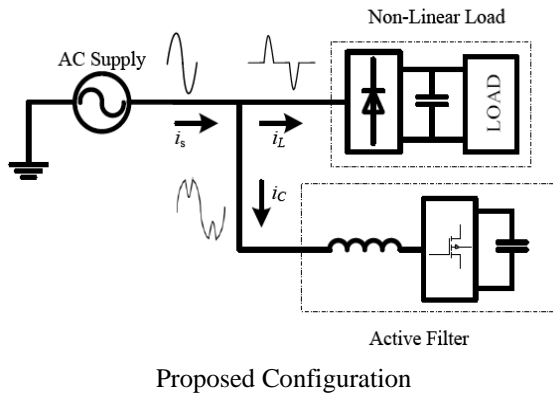 Non-Linear Load
AC Supply
LOAD
is
iL
iC
Active Filter
Proposed Configuration